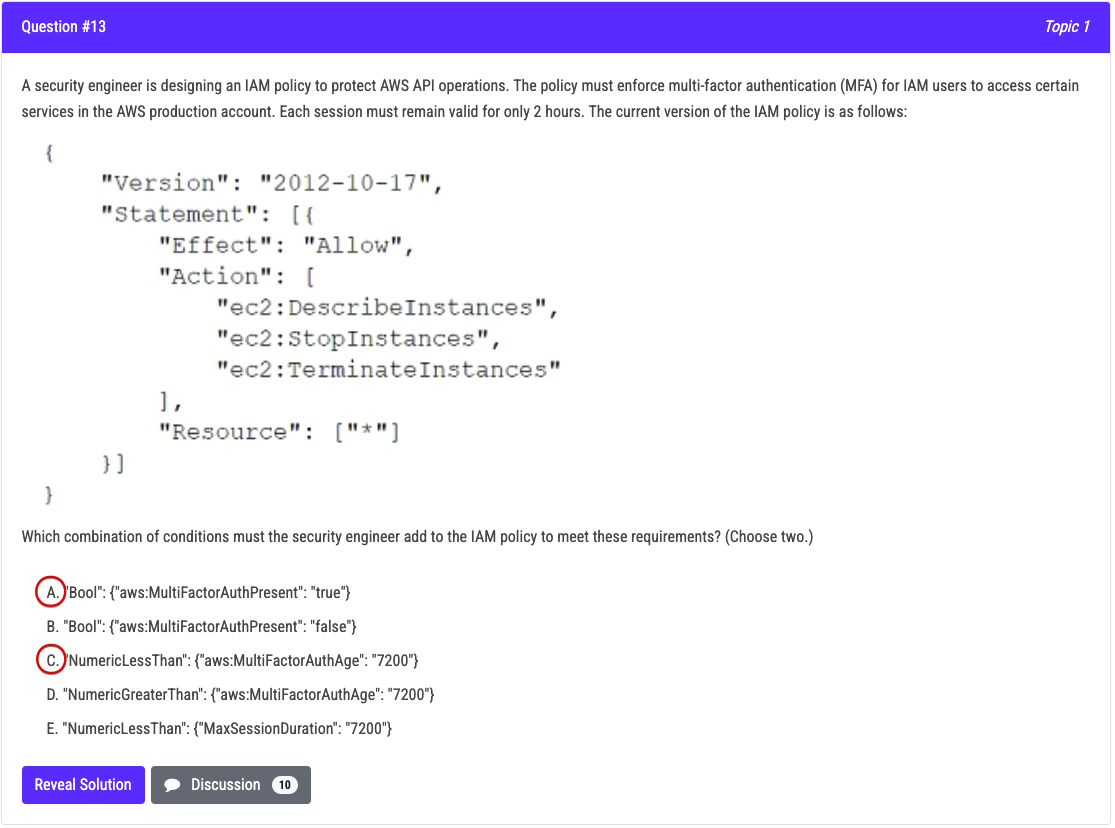 Question #13
Topic 1
A security engineer is designing an IAM policy to protect AWS API operations. The policy must enforce multi-factor authentication (MFA) for IAM users to access certain
services in the AWS production account. Each session must remain valid for only 2 hours. The current version of the IAM policy is as follows:
{
"Version": "2012-10-17",
"Statement": [{
"Effect": "Allow",
"Action": [
"ec2:DescribeInstances",
"ec2:StopInstances",
"ec2:TerminateInstances"
],
"Resource": ["*"]
}]
}
Which combination of conditions must the security engineer add to the IAM policy to meet these requirements? (Choose two.)
A. "Bool": {"aws:MultiFactorAuthPresent": "true"}
B. "Bool": {"aws:MultiFactorAuthPresent": "false"}
C. "NumericLessThan": {"aws:MultiFactorAuthAge": "7200"}
D. "NumericGreaterThan": {"aws:MultiFactorAuthAge": "7200"}
E. "NumericLessThan": {"MaxSessionDuration": "7200"}
Reveal Solution
Discussion 10